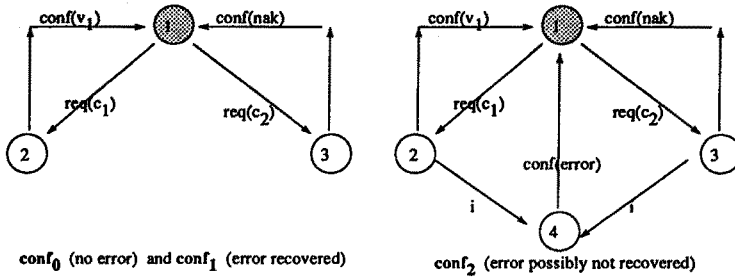 conf(v1) 1 conf(nak)
req(c1) req(c2)
2 3
conf0 (no error) and conf1 (error recovered)
conf(v1) 1 conf(nak)
req(c1) req(c2)
2 3
conf(error)
i i
4
conf2 (error possibly not recovered)